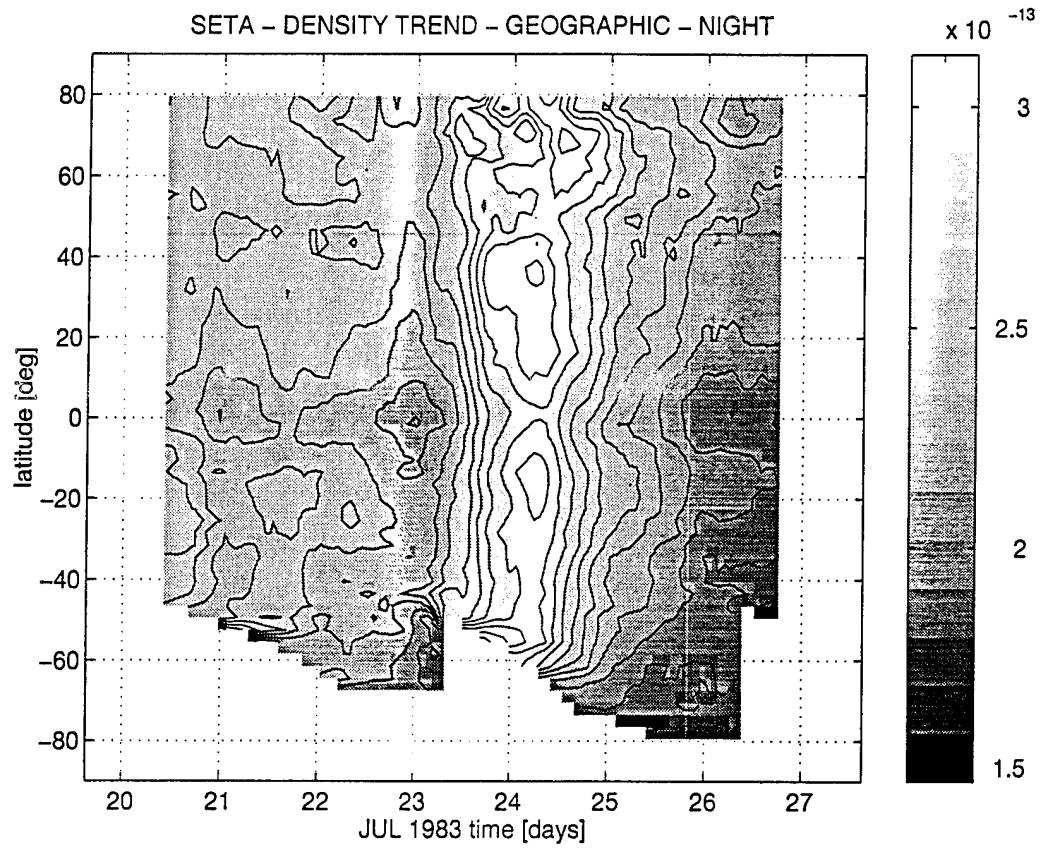 SETA – DENSITY TREND – GEOGRAPHIC – NIGHT
x 10 -13
80
60
40
20
0
−20
−40
−60
−80
latitude [deg]
20 21 22 23 24 25 26 27
JUL 1983 time [days]
3
2.5
2
1.5